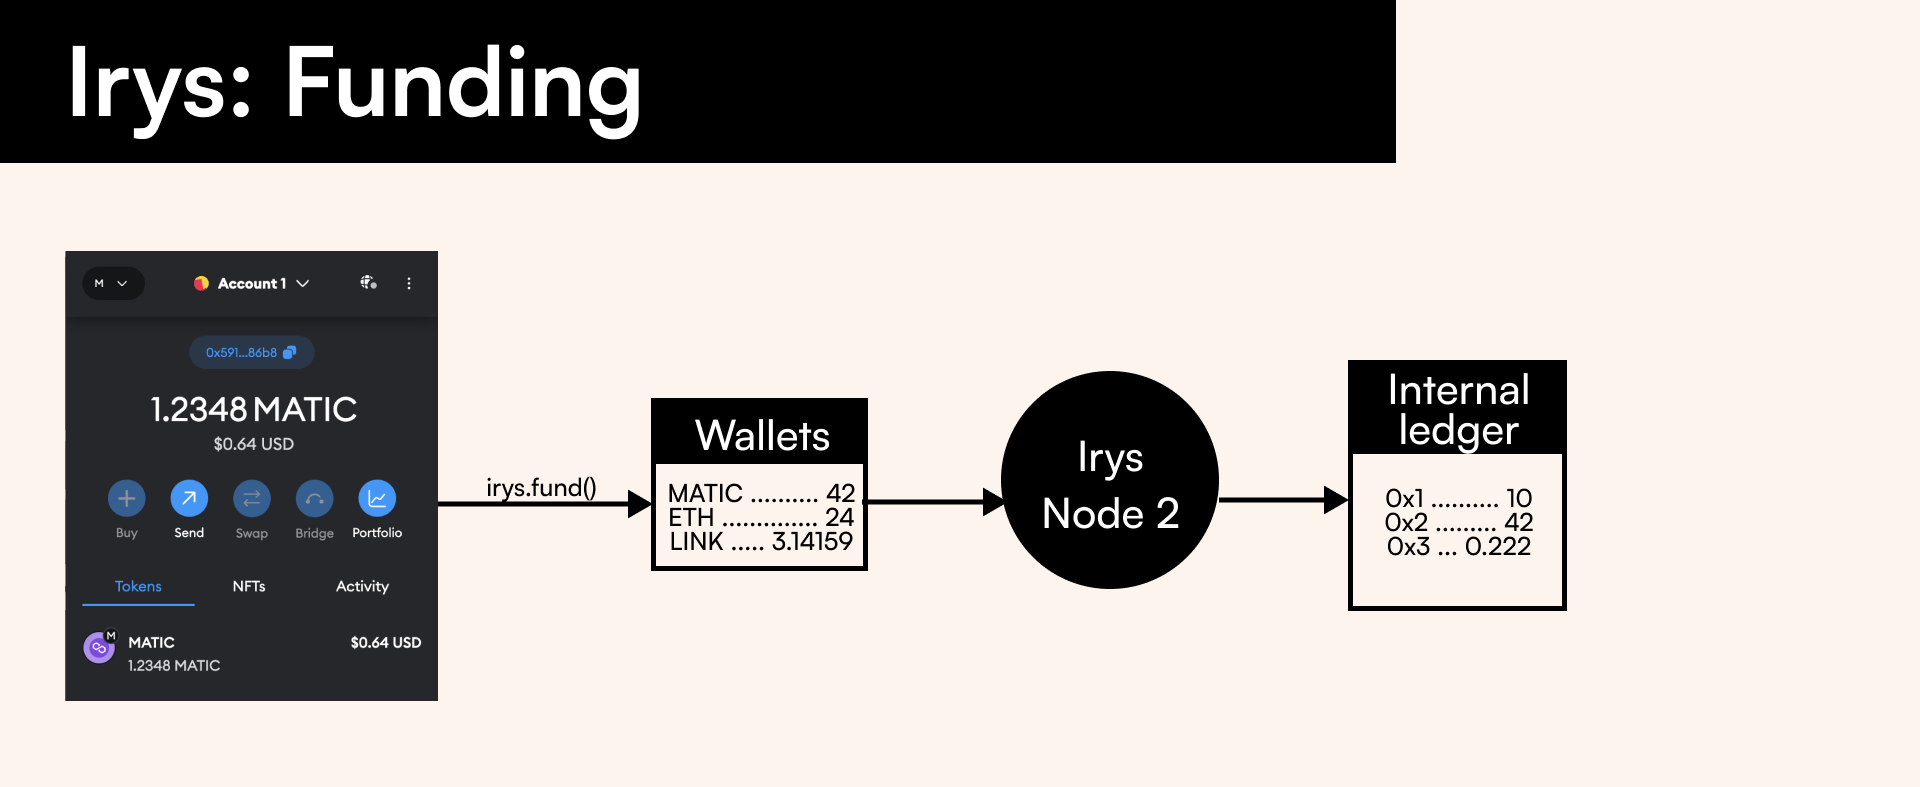 Irys: Funding
M
Account 1
0x591...86b8
1.2348 MATIC
$0.64 USD
Buy
Send
Swap
Bridge
Portfolio
Tokens
NFTs
Activity
M
MATIC
$0.64 USD
1.2348 MATIC
irys.fund()
Wallets
MATIC .......... 42
ETH .............. 24
LINK ..... 3.14159
Irys
Node 2
Internal
ledger
0x1 .......... 10
0x2 ......... 42
0x3 ... 0.222